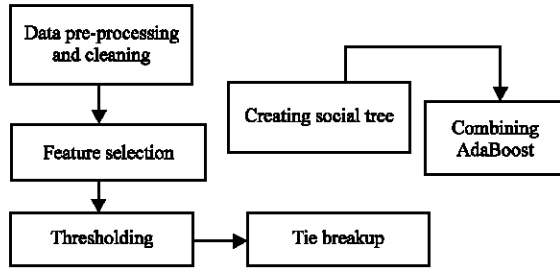 Data pre-processing
and cleaning
Feature selection
Thresholding
Tie breakup
Creating social tree
Combining
AdaBoost